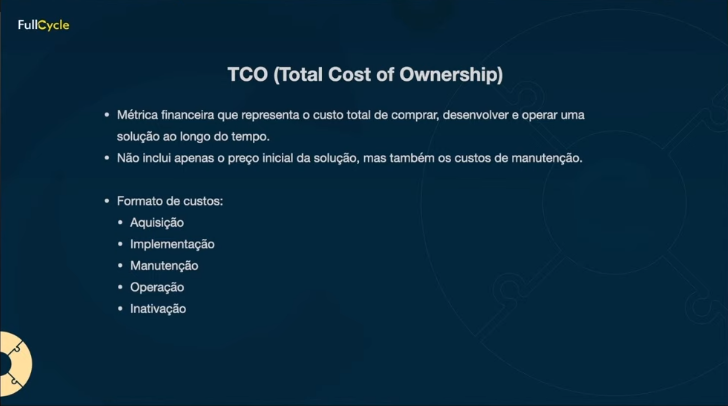 FullCycle
TCO (Total Cost of Ownership)
• Métrica financeira que representa o custo total de comprar, desenvolver e operar uma
solução ao longo do tempo.
• Não inclui apenas o preço inicial da solução, mas também os custos de manutenção.
• Formato de custos:
• Aquisição
• Implementação
• Manutenção
• Operação
• Inativação